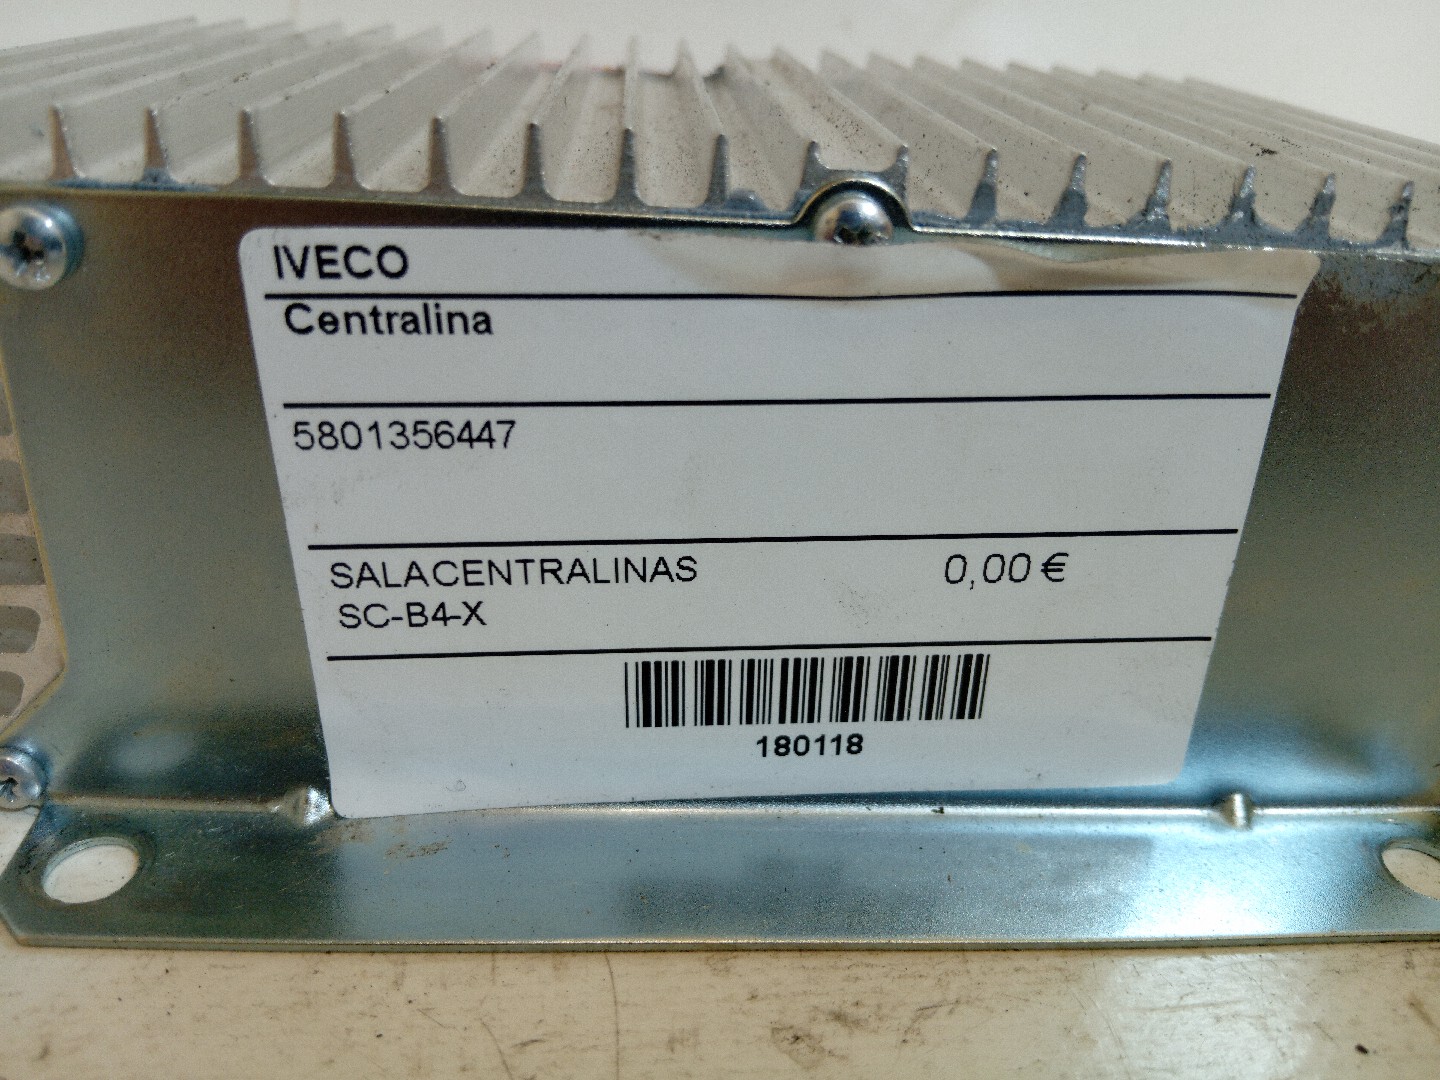 IVECO
Centralina
5801356447
SALACENTRALINAS 0,00 €
SC-B4-X
180118